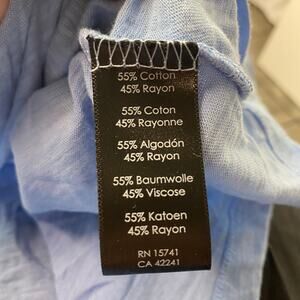 55% Cotton
45% Rayon
55% Coton
45% Rayonne
55% Algodón
45% Rayon
55% Baumwolle
45% Viscose
55% Katoen
45% Rayon
RN 15741
CA 42241